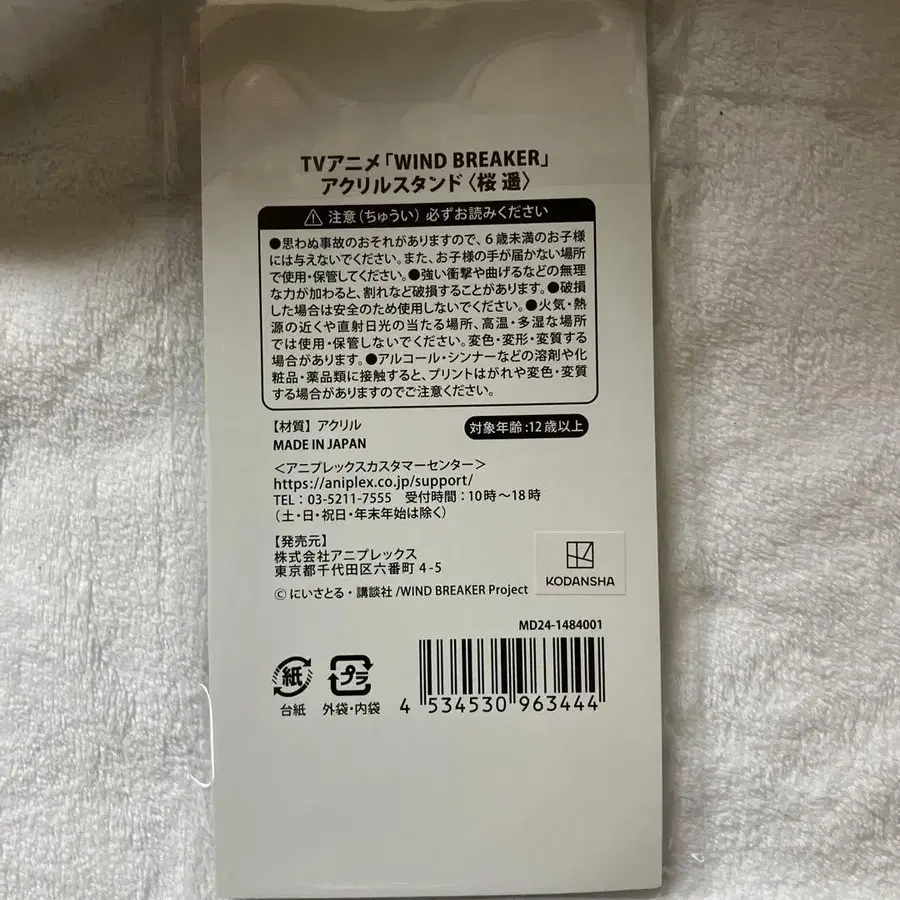 TVアニメ「WIND BREAKER」
アクリルスタンド〈桜 遥〉
⚠ 注意（ちゅうい）必ずお読みください
●思わぬ事故のおそれがありますので、6歳未満のお子様
には与えないでください。また、お子様の手が届かない場所
で使用・保管してください。●強い衝撃や曲げるなどの無理
な力が加わると、割れなど破損することがあります。●破損
した場合は安全のため使用しないでください。●火気・熱
源の近くや直射日光の当たる場所、高温・多湿な場所
では使用・保管しないでください。変色・変形・変質する
場合があります。●アルコール・シンナーなどの溶剤や化
粧品・薬品類に接触すると、プリントはがれや変色・変質
する場合がありますのでご注意ください。
【材質】アクリル
対象年齢：12歳以上
MADE IN JAPAN
＜アニプレックスカスタマーセンター＞
https://aniplex.co.jp/support/
TEL：03-5211-7555 受付時間：10時～18時
（土・日・祝日・年末年始は除く）
【発売元】
株式会社アニプレックス
東京都千代田区六番町 4-5
KODANSHA
©にいさとる・講談社/WIND BREAKER Project
MD24-1484001
紙
プラ
台紙 外袋・内袋
4 534530 963444